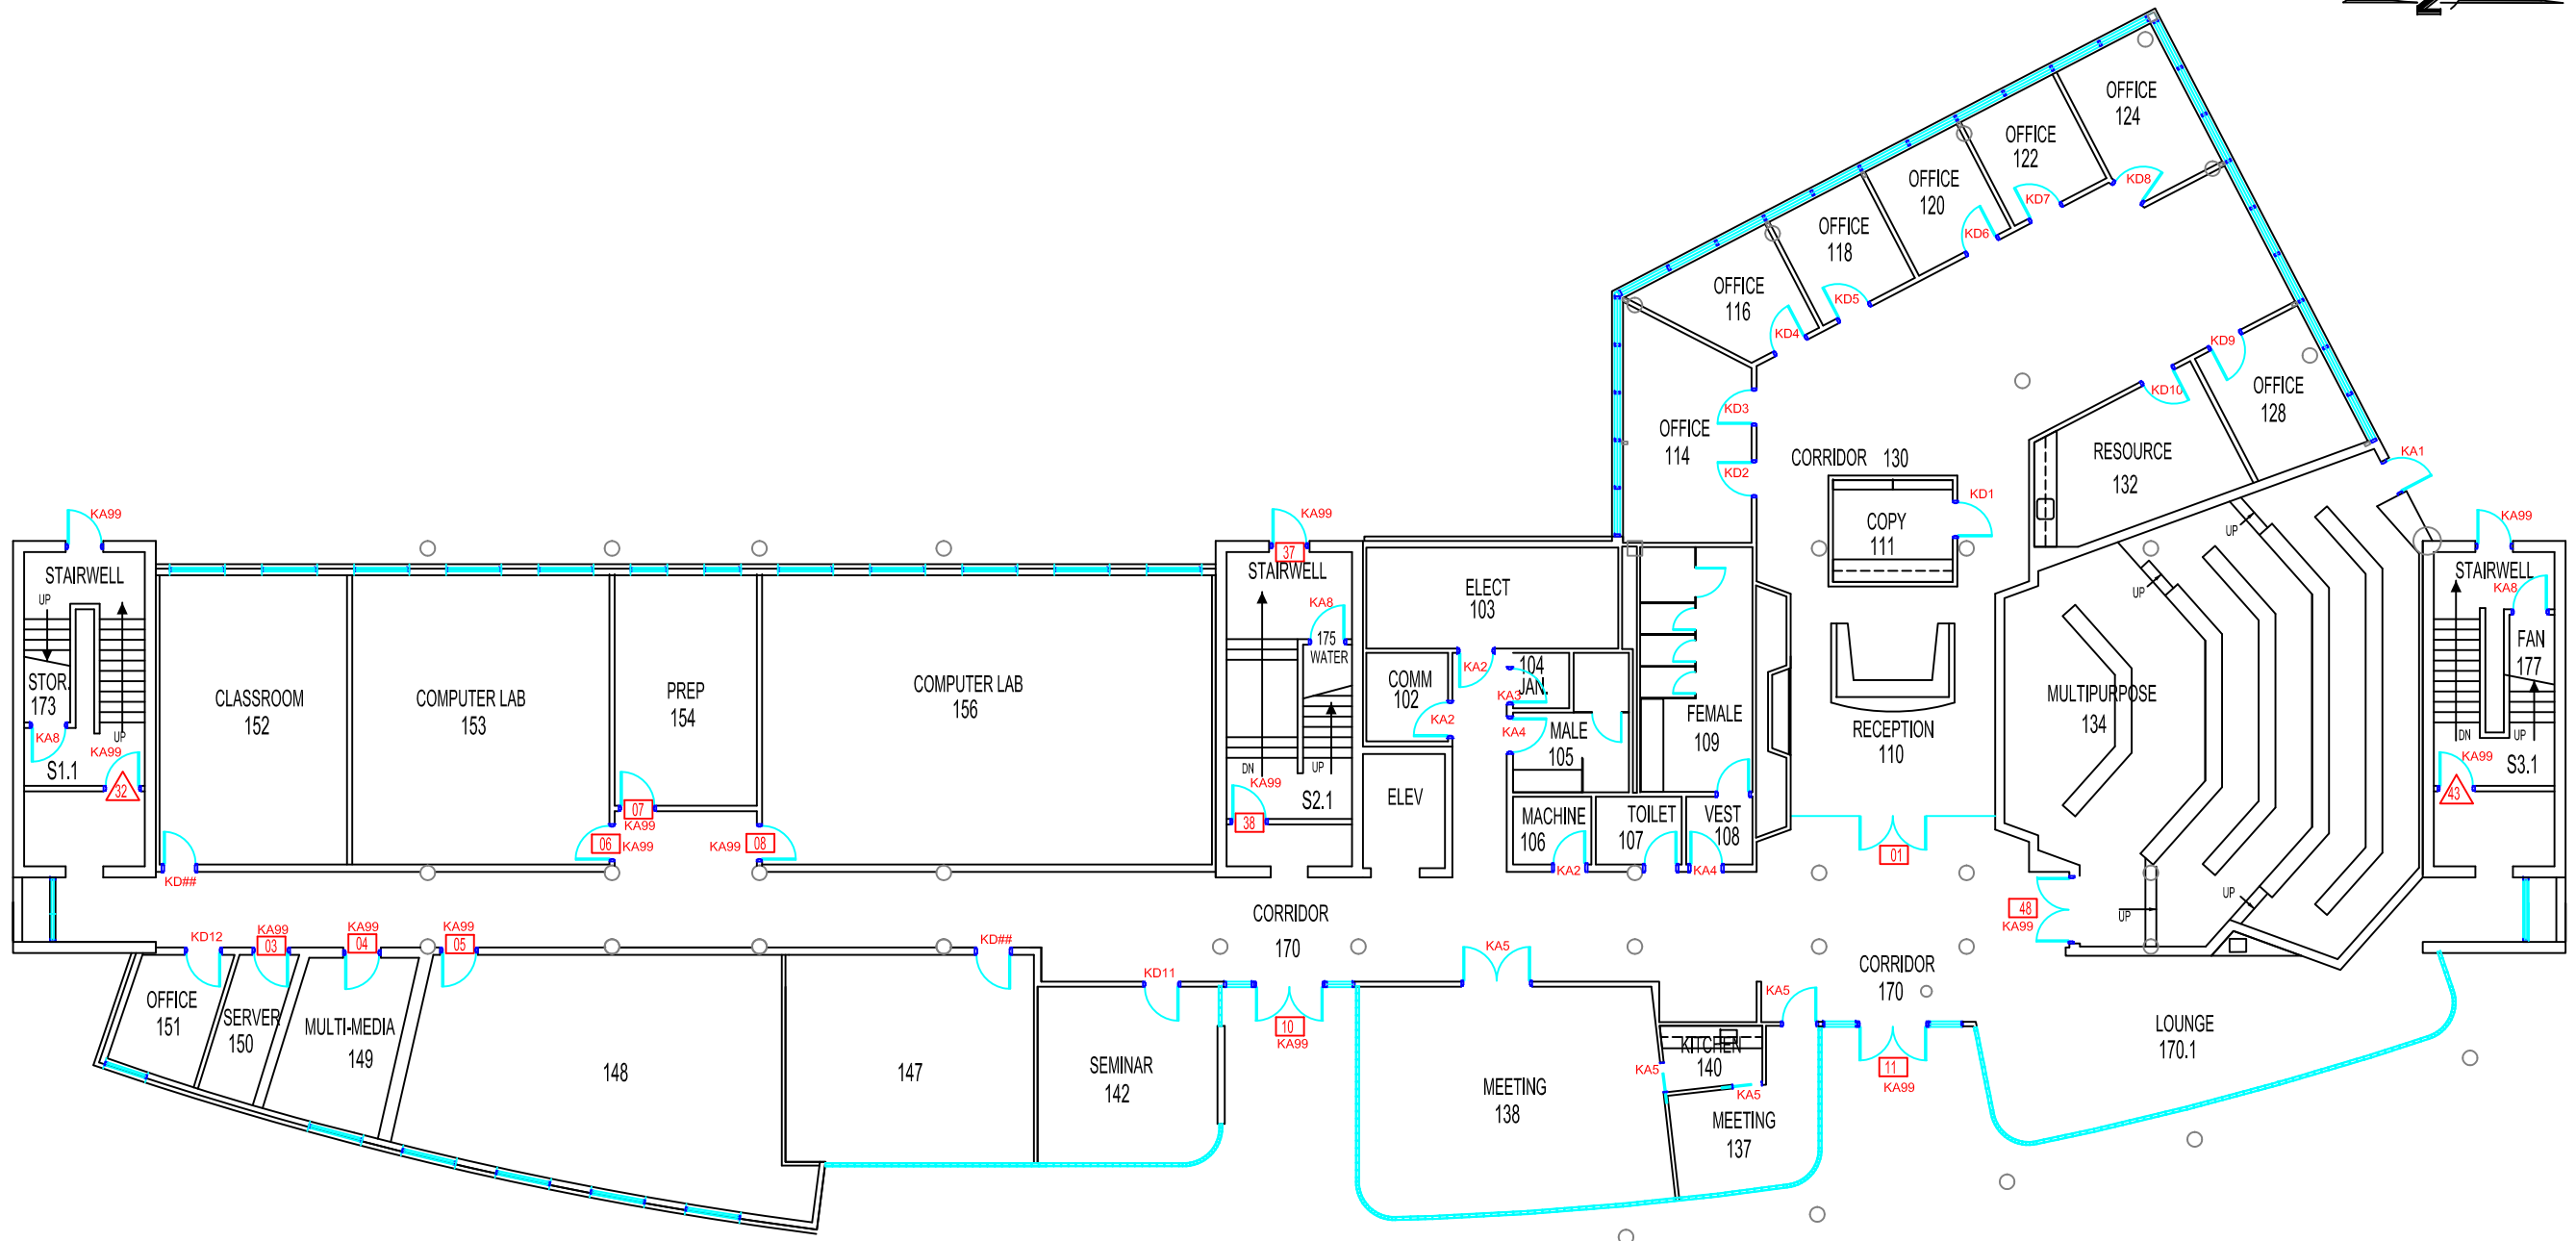 N
OFFICE
124
OFFICE
122
KD8
OFFICE
120
KD7
OFFICE
118
KD6
OFFICE
116
KD5
KD4
KD9
OFFICE
128
KD10
KD3
OFFICE
114
KD2
CORRIDOR 130
RESOURCE
132
KA1
KD1
COPY
111
UP
KA99
KA99
KA99
37
STAIRWELL
STAIRWELL
STAIRWELL
UP
UP
KA8
KA8
ELECT
103
175
WATER
FAN
177
STOR.
173
CLASSROOM
152
COMPUTER LAB
153
PREP
154
COMPUTER LAB
156
COMM
102
KA2
104
JAN.
KA3
KA2
KA4
MALE
105
FEMALE
109
RECEPTION
110
MULTIPURPOSE
134
KA8
UP
KA99
S1.1
32
DN
UP
KA99
S2.1
38
ELEV
DN
UP
KA99
S3.1
43
07
KA99
06
KA99
KA99
08
MACHINE
106
TOILET
107
VEST
108
KA2
KA4
01
KD##
UP
UP
48
KA99
CORRIDOR
170
KD12
KA99
03
KA99
04
KA99
05
KD##
KD11
KA5
KA5
CORRIDOR
170
OFFICE
151
SERVER
150
MULTI-MEDIA
149
148
147
SEMINAR
142
10
KA99
MEETING
138
KITCHEN
140
KA5
KA5
MEETING
137
11
KA99
LOUNGE
170.1